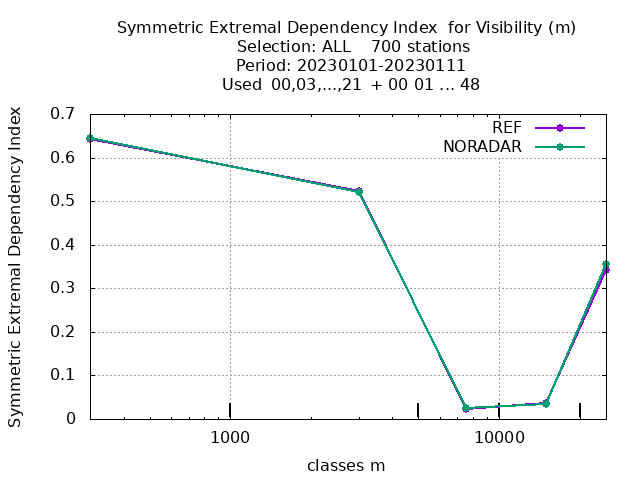 Symmetric Extremal Dependency Index  for Visibility (m)
Selection: ALL    700 stations
Period: 20230101-20230111
Used  00,03,...,21  + 00 01 ... 48
Symmetric Extremal Dependency Index
0.7
0.6
0.5
0.4
0.3
0.2
0.1
0
REF
NORADAR
1000
10000
classes m